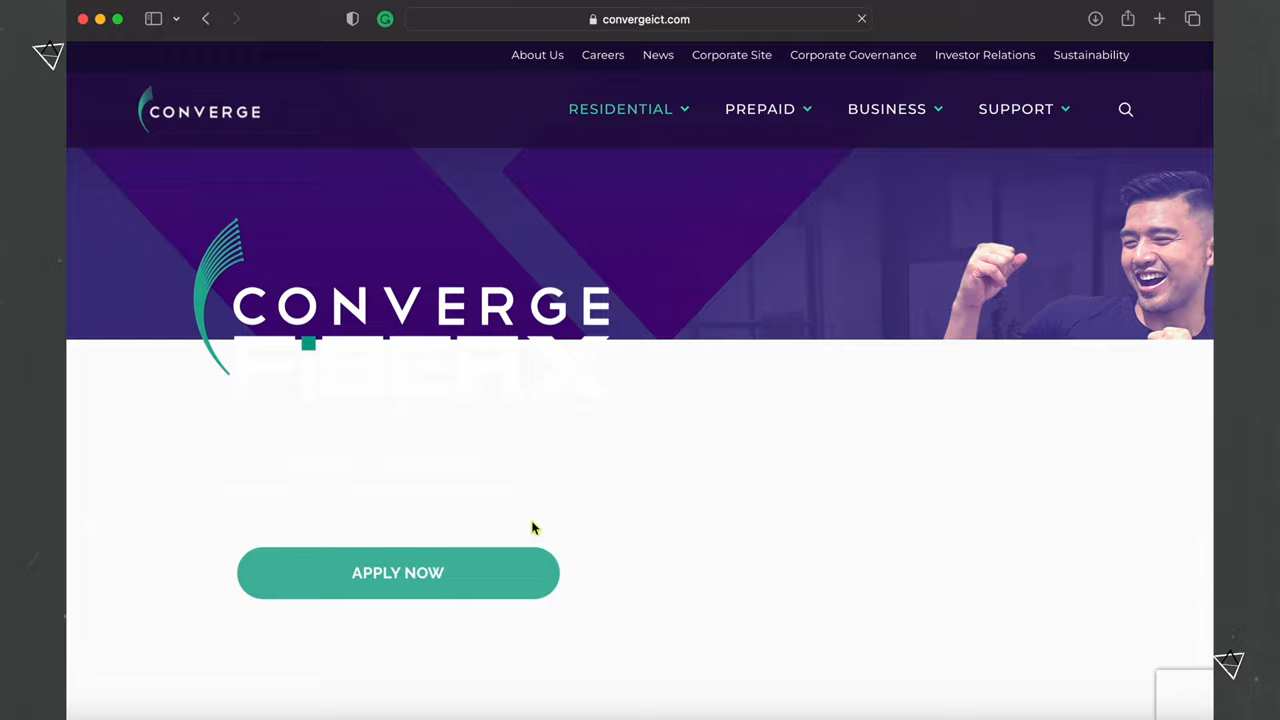 convergeict.com
About Us Careers News Corporate Site Corporate Governance Investor Relations Sustainability
CONVERGE RESIDENTIAL PREPAID BUSINESS SUPPORT
CONVERGE
FiBERX
APPLY NOW